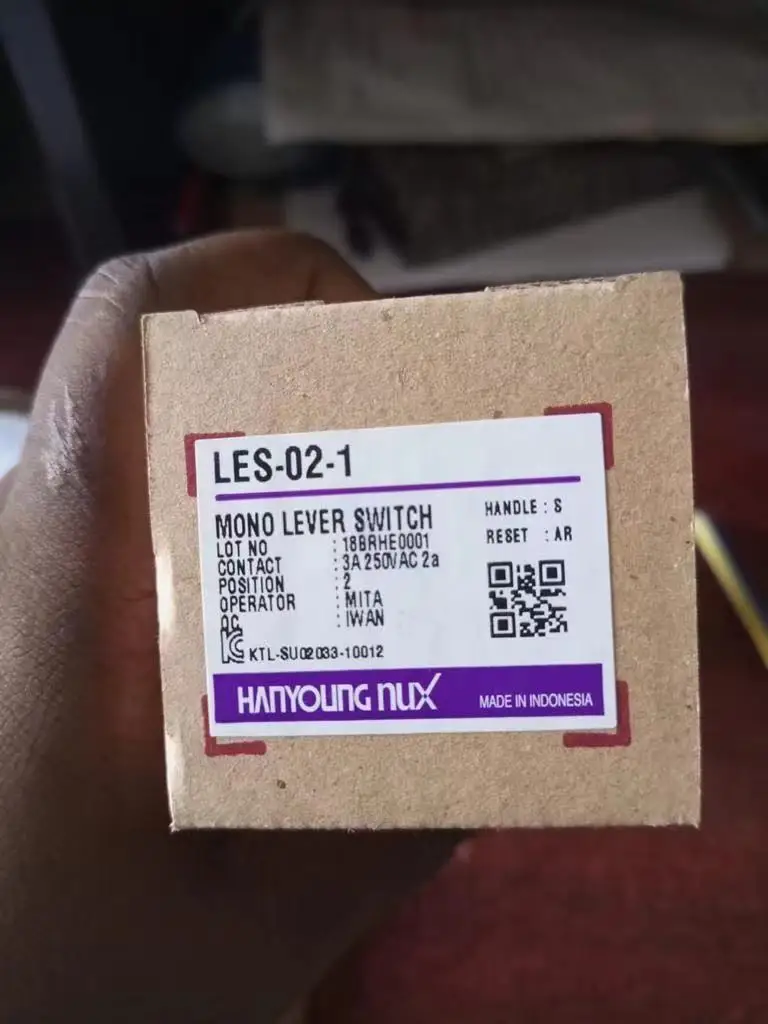 LES-02-1
MONO LEVER SWITCH
LOT NO : 18BRHE0001
CONTACT : 3A 250VAC 2a
POSITION : 2
OPERATOR : MITA
QC : IWAN
HANDLE : S
RESET : AR
KTL-SU02033-10012
HANYOUNG NUX
MADE IN INDONESIA